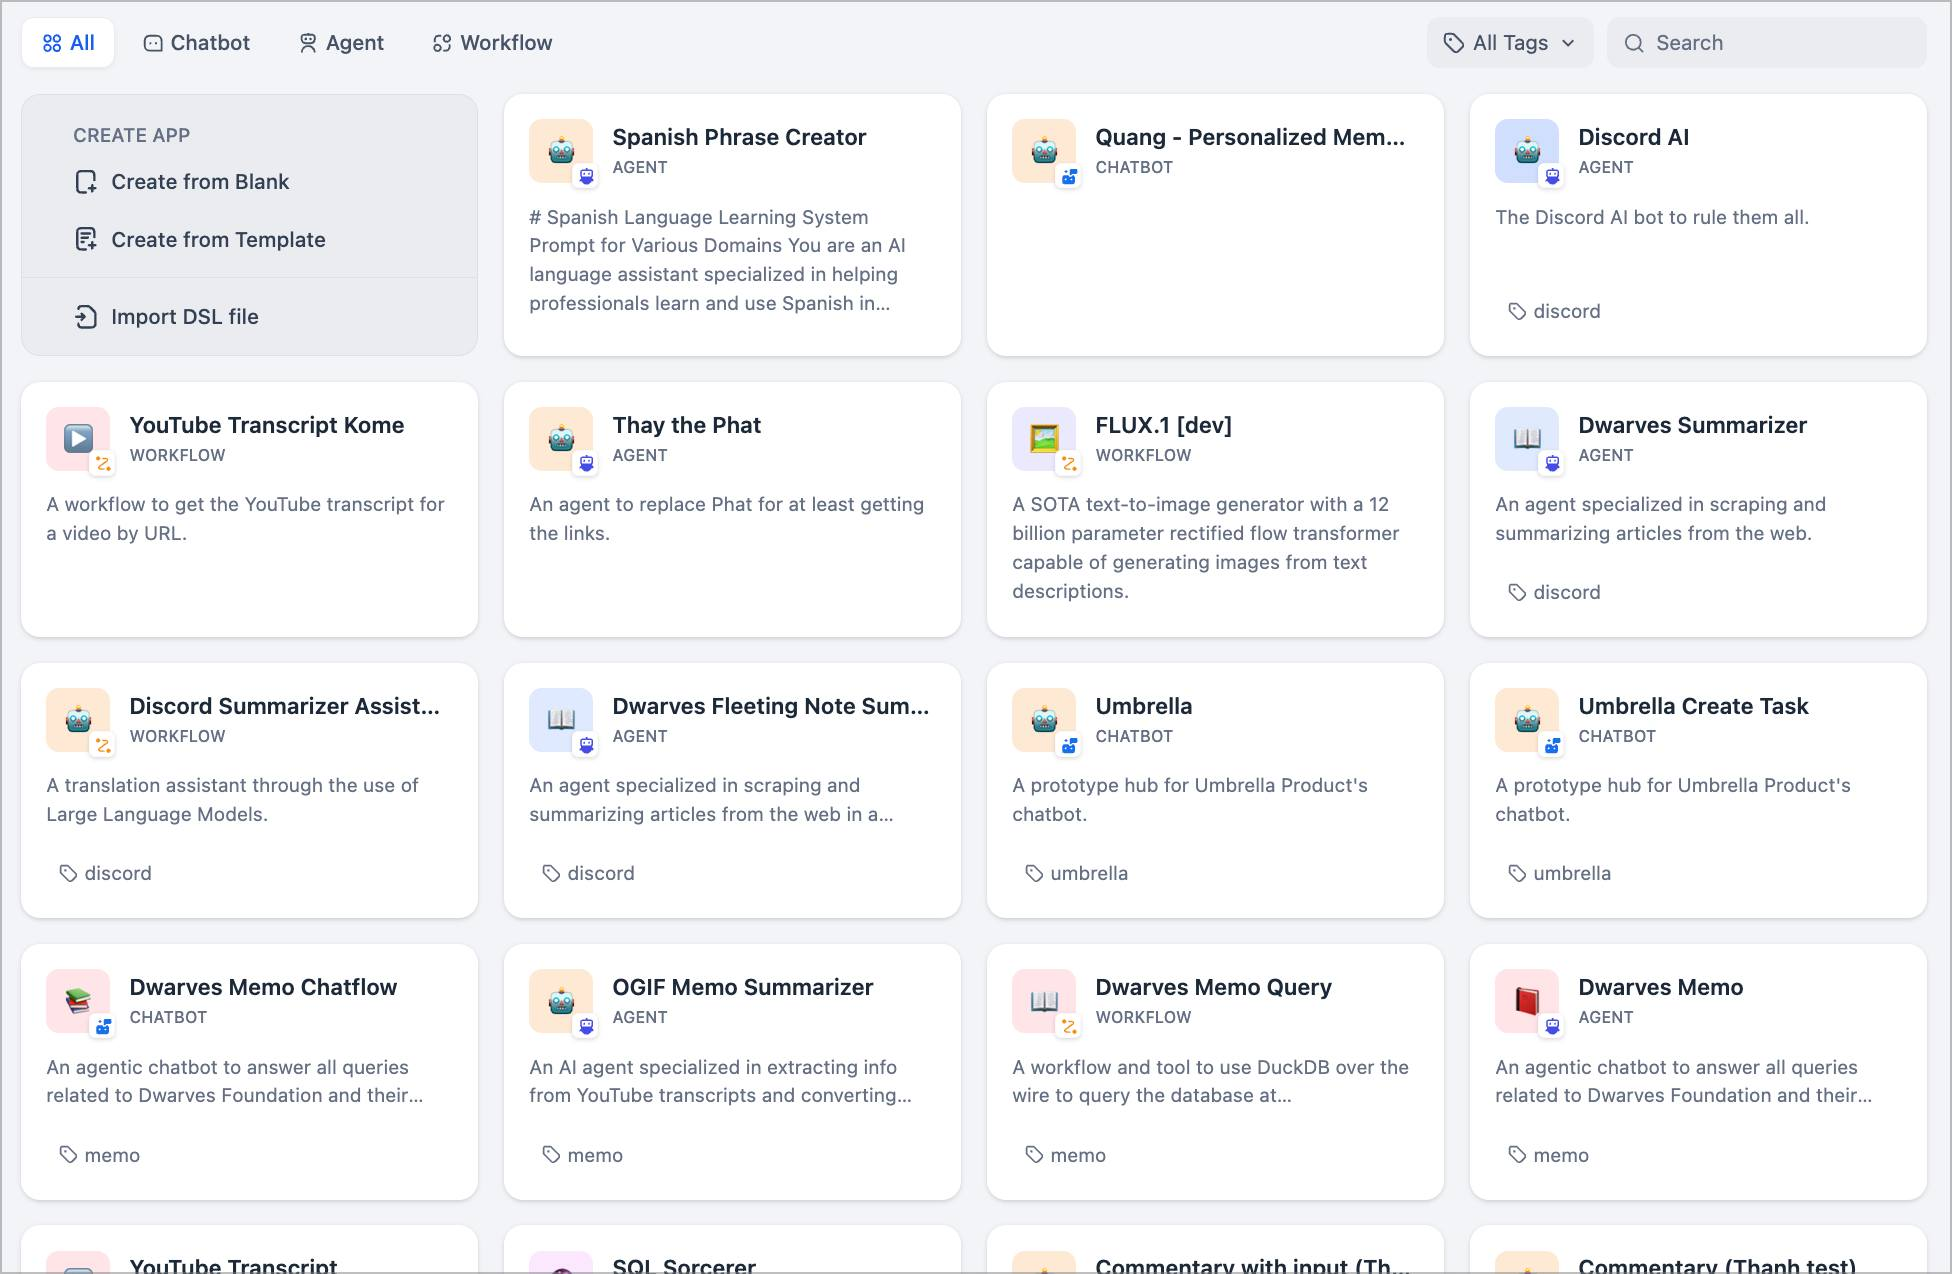 All
Chatbot
Agent
Workflow
All Tags
Search
CREATE APP
Create from Blank
Create from Template
Import DSL file
Spanish Phrase Creator
AGENT
# Spanish Language Learning System
Prompt for Various Domains You are an AI
language assistant specialized in helping
professionals learn and use Spanish in...
Quang - Personalized Mem...
CHATBOT
Discord AI
AGENT
The Discord AI bot to rule them all.
discord
YouTube Transcript Kome
WORKFLOW
A workflow to get the YouTube transcript for
a video by URL.
Thay the Phat
AGENT
An agent to replace Phat for at least getting
the links.
FLUX.1 [dev]
WORKFLOW
A SOTA text-to-image generator with a 12
billion parameter rectified flow transformer
capable of generating images from text
descriptions.
Dwarves Summarizer
AGENT
An agent specialized in scraping and
summarizing articles from the web.
discord
Discord Summarizer Assist...
WORKFLOW
A translation assistant through the use of
Large Language Models.
discord
Dwarves Fleeting Note Sum...
AGENT
An agent specialized in scraping and
summarizing articles from the web in a...
discord
Umbrella
CHATBOT
A prototype hub for Umbrella Product's
chatbot.
umbrella
Umbrella Create Task
CHATBOT
A prototype hub for Umbrella Product's
chatbot.
umbrella
Dwarves Memo Chatflow
CHATBOT
An agentic chatbot to answer all queries
related to Dwarves Foundation and their...
memo
OGIF Memo Summarizer
AGENT
An AI agent specialized in extracting info
from YouTube transcripts and converting...
memo
Dwarves Memo Query
WORKFLOW
A workflow and tool to use DuckDB over the
wire to query the database at...
memo
Dwarves Memo
AGENT
An agentic chatbot to answer all queries
related to Dwarves Foundation and their...
memo
YouTube Transcript
SQL Sorcerer
Commentary with input (Th...
Commentary (Thanh test)